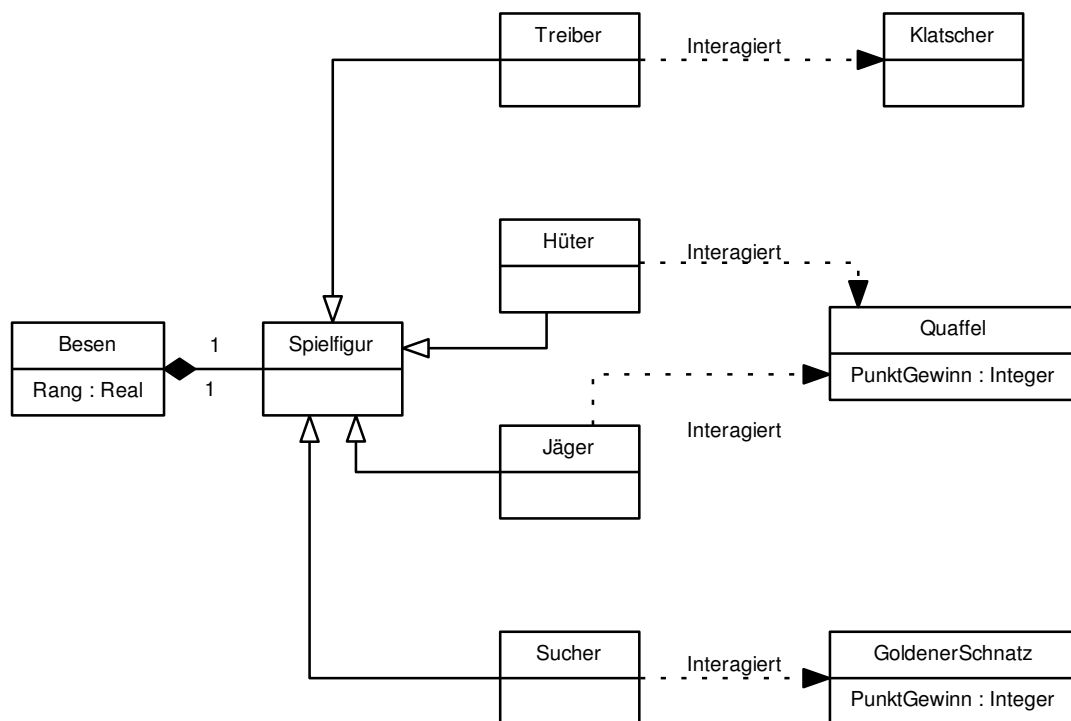 Treiber
Interagiert
Klatscher
Hüter
Interagiert
Besen
Rang : Real
1
1
Spielfigur
Quaffel
PunktGewinn : Integer
Jäger
Interagiert
Sucher
Interagiert
GoldenerSchnatz
PunktGewinn : Integer